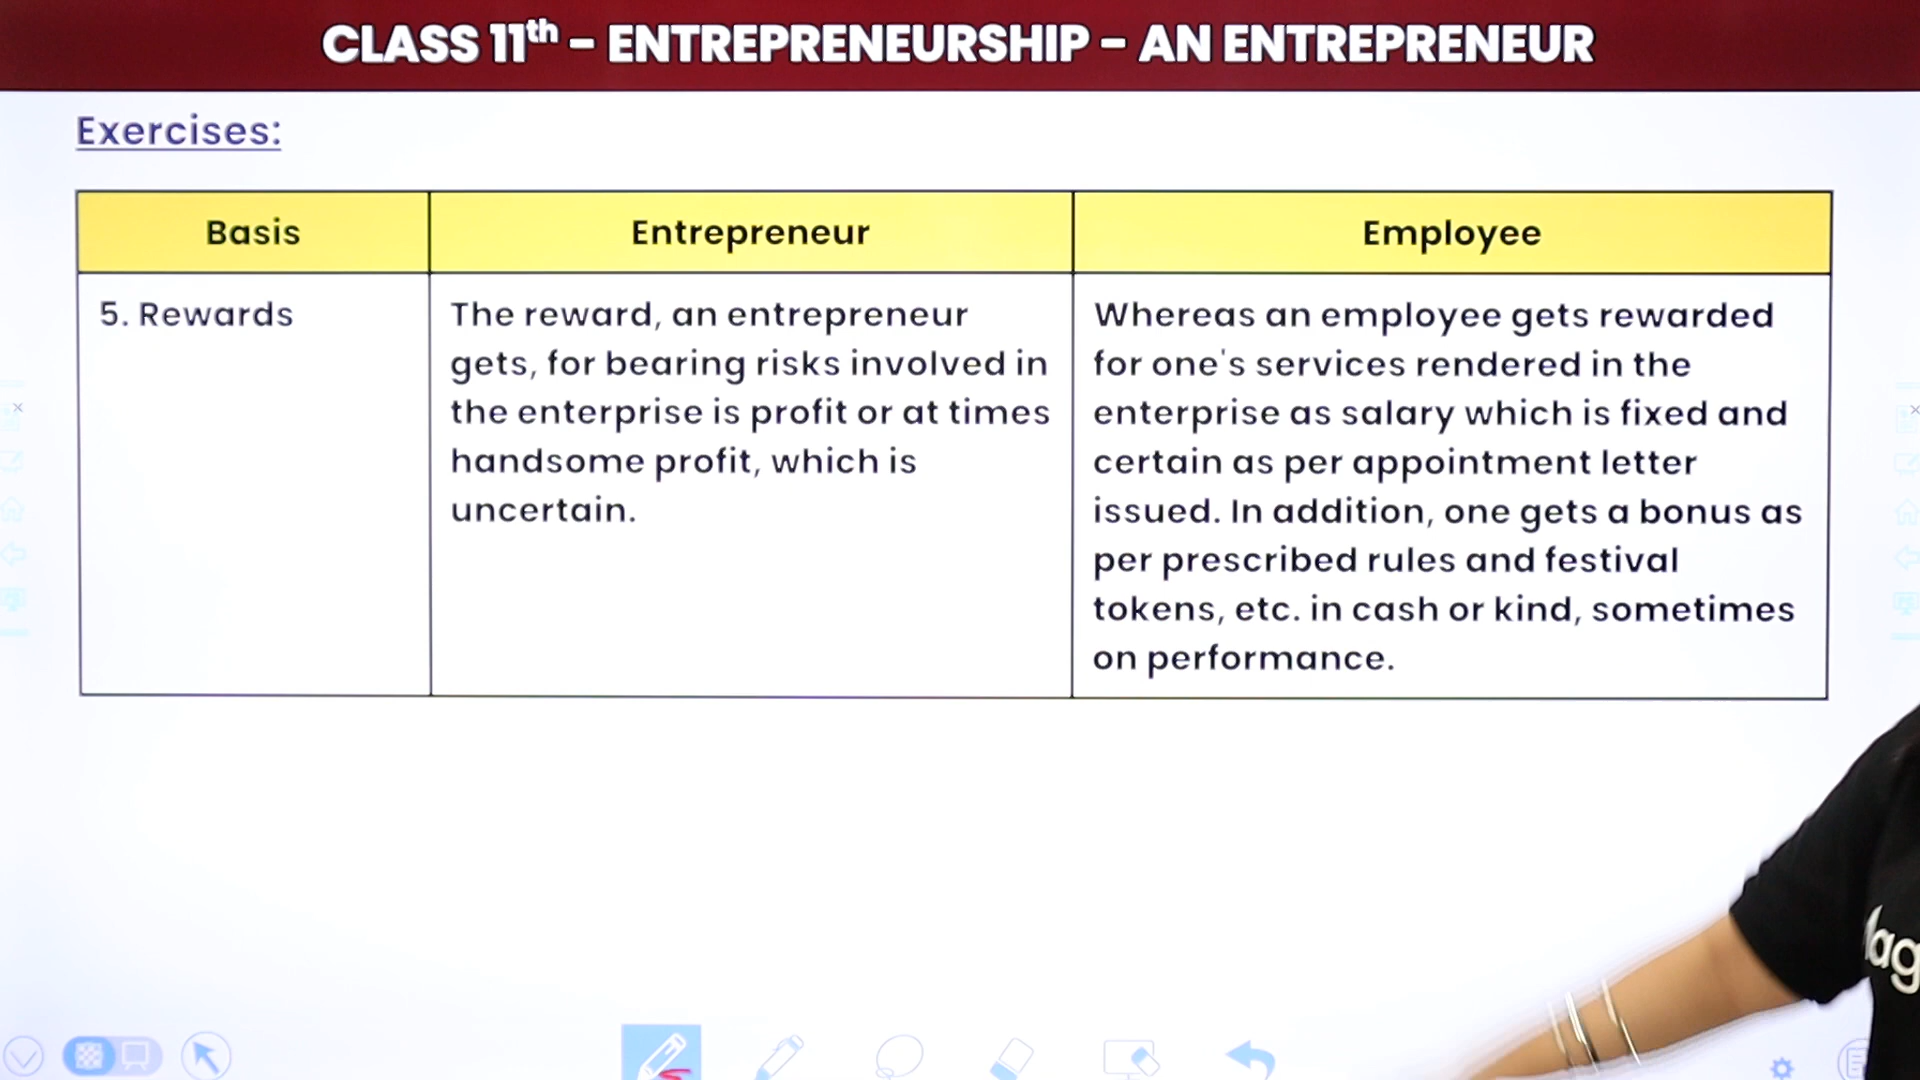 CLASS 11th – ENTREPRENEURSHIP – AN ENTREPRENEUR
Exercises:
Basis
Entrepreneur
Employee
5. Rewards
The reward, an entrepreneur
gets, for bearing risks involved in
the enterprise is profit or at times
handsome profit, which is
uncertain.
Whereas an employee gets rewarded
for one's services rendered in the
enterprise as salary which is fixed and
certain as per appointment letter
issued. In addition, one gets a bonus as
per prescribed rules and festival
tokens, etc. in cash or kind, sometimes
on performance.